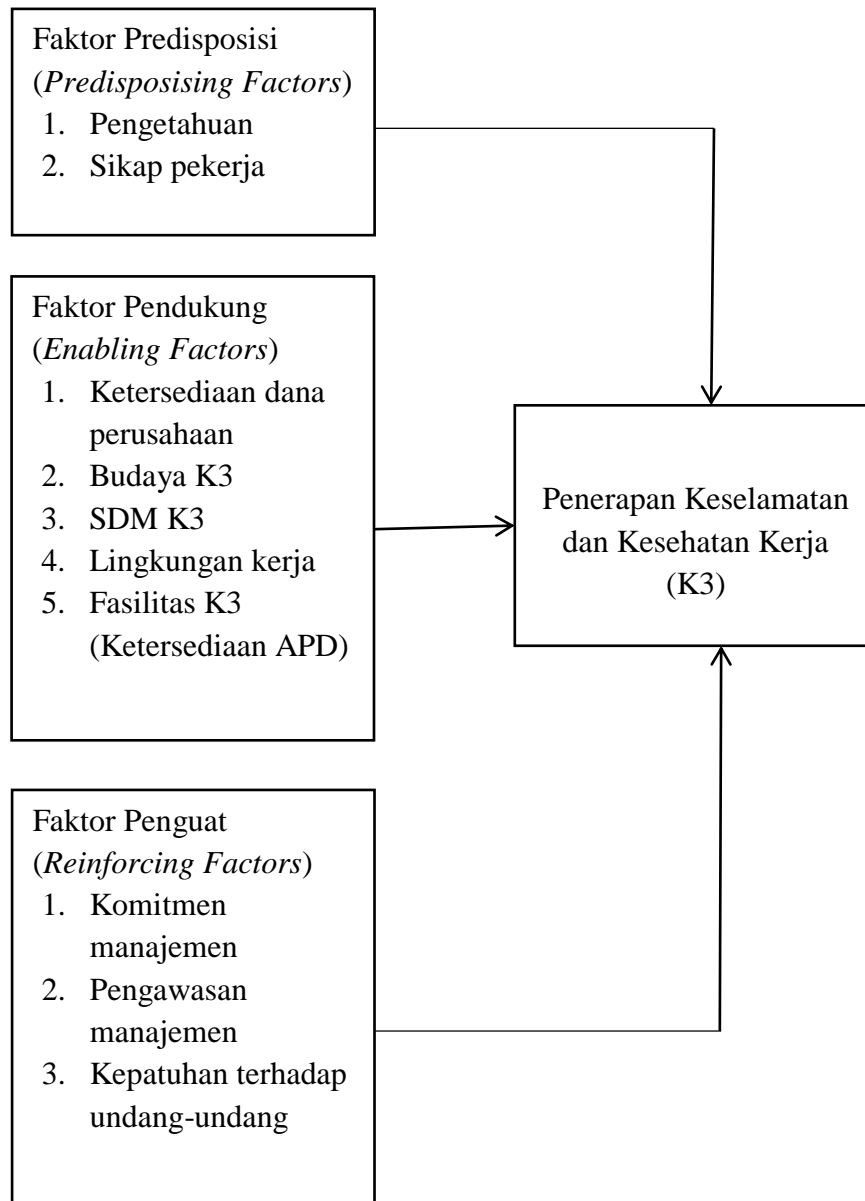 Faktor Predisposisi
(Predisposising Factors)
1. Pengetahuan
2. Sikap pekerja
Faktor Pendukung
(Enabling Factors)
1. Ketersediaan dana
perusahaan
2. Budaya K3
3. SDM K3
4. Lingkungan kerja
5. Fasilitas K3
(Ketersediaan APD)
Penerapan Keselamatan
dan Kesehatan Kerja
(K3)
Faktor Penguat
(Reinforcing Factors)
1. Komitmen
manajemen
2. Pengawasan
manajemen
3. Kepatuhan terhadap
undang-undang